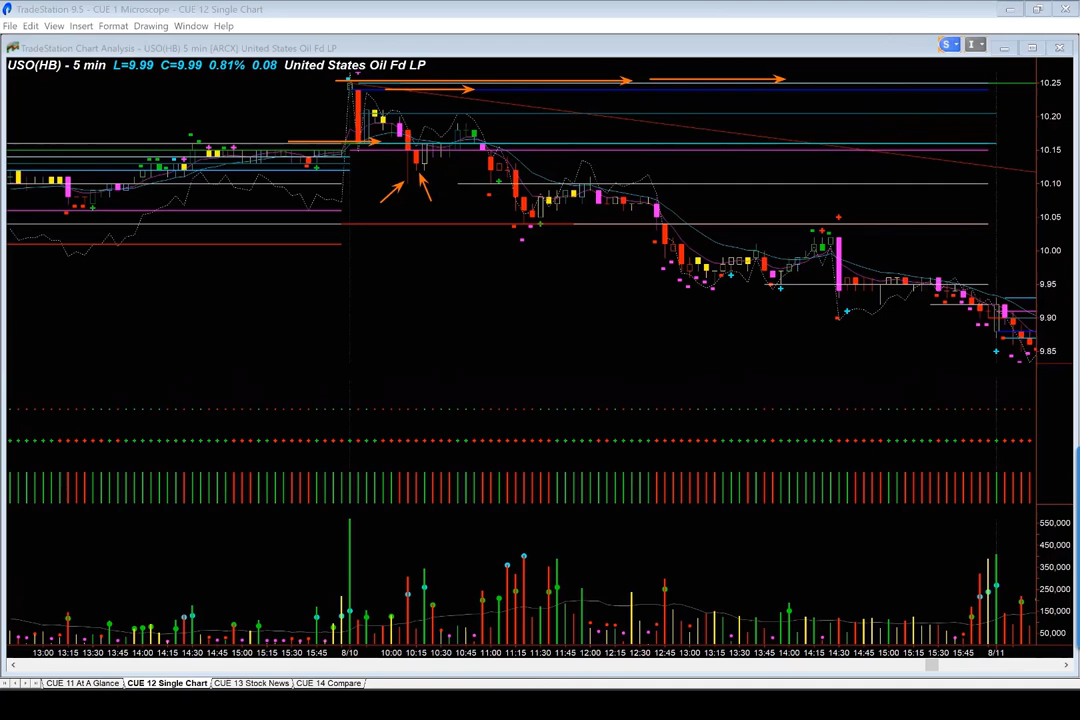 TradeStation 9.5 - CUE 1 Microscope - CUE 12 Single Chart
File Edit View Insert Format Drawing Window Help
TradeStation Chart Analysis - USO(HB) 5 min [ARCX] United States Oil Fd LP
S I
USO(HB) - 5 min L=9.99 C=9.99 0.81% 0.08 United States Oil Fd LP
10.25
10.20
10.15
10.10
10.05
10.00
9.95
9.90
9.85
550,000
450,000
350,000
250,000
150,000
50,000
13:00 13:15 13:30 13:45 14:00 14:15 14:30 14:45 15:00 15:15 15:30 15:45 8/10 10:00 10:15 10:30 10:45 11:00 11:15 11:30 11:45 12:00 12:15 12:30 12:45 13:00 13:15 13:30 13:45 14:00 14:15 14:30 14:45 15:00 15:15 15:30 15:45 8/11
CUE 11 At A Glance CUE 12 Single Chart CUE 13 Stock News CUE 14 Compare